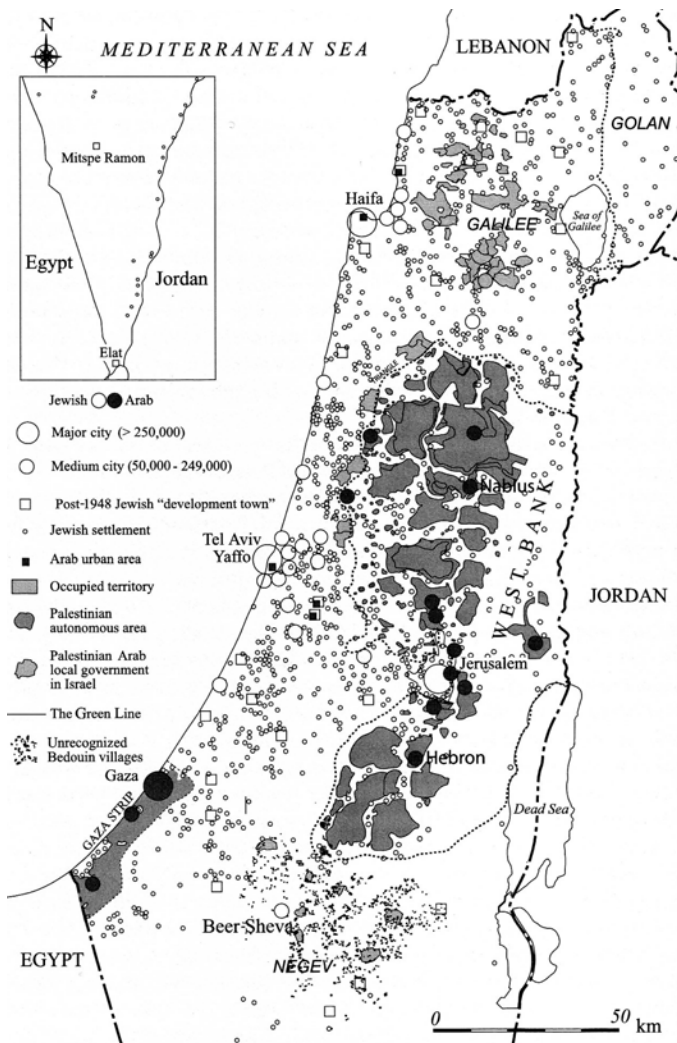 N
MEDITERRANEAN SEA
LEBANON
GOLAN
Mitspe Ramon
Egypt
Jordan
Elat
Haifa
GALILEE
Sea of
Galilee
Jewish
Arab
Major city (> 250,000)
Medium city (50,000 - 249,000)
Post-1948 Jewish "development town"
Jewish settlement
Arab urban area
Occupied territory
Palestinian
autonomous area
Palestinian Arab
local government
in Israel
The Green Line
Unrecognized
Bedouin villages
Tel Aviv
Yaffo
Nablus
WEST BANK
JORDAN
Jerusalem
Hebron
Gaza
GAZA STRIP
Dead Sea
Beer-Sheva
NEGEV
EGYPT
0 50
km